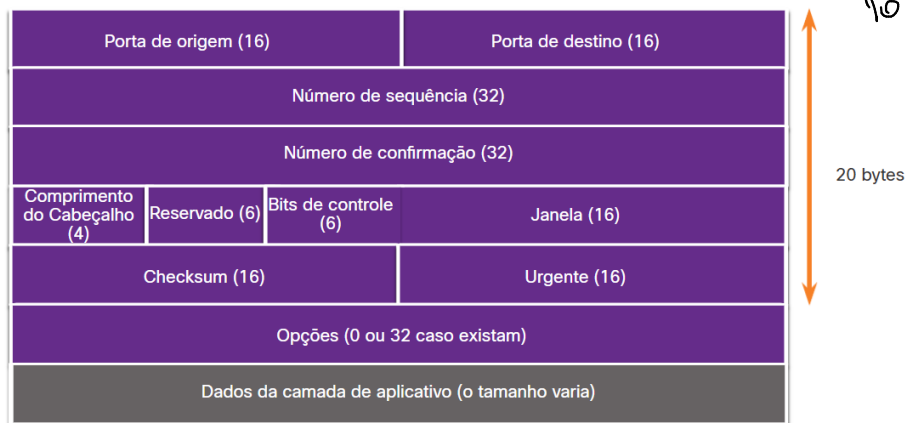 Porta de origem (16) Porta de destino (16)
Número de sequência (32)
Número de confirmação (32)
Comprimento
do Cabeçalho
(4)
Reservado (6)
Bits de controle
(6)
Janela (16)
20 bytes
Checksum (16) Urgente (16)
Opções (0 ou 32 caso existam)
Dados da camada de aplicativo (o tamanho varia)